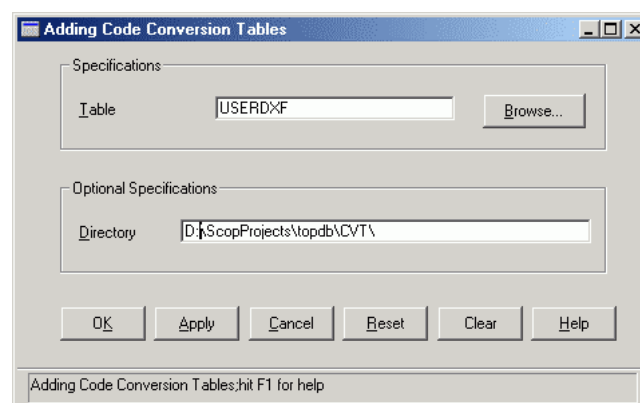 Adding Code Conversion Tables
Specifications
Table USERDXF Browse...
Optional Specifications
Directory D:\ScopProjects\topdb\CVT\
OK Apply Cancel Reset Clear Help
Adding Code Conversion Tables;hit F1 for help